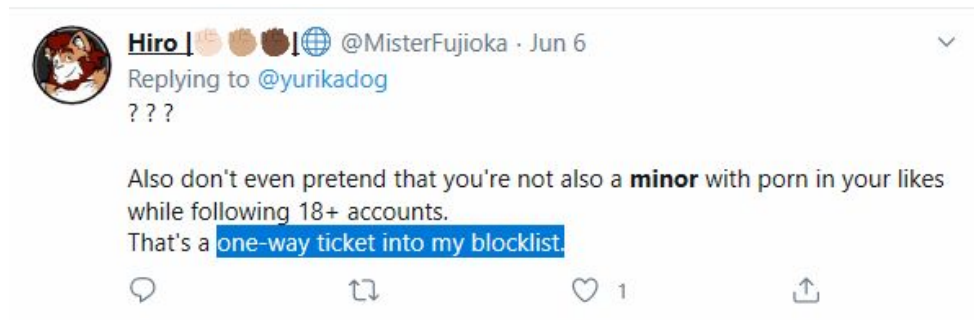 Hiro |✊🏻✊🏽✊🏿|🌐 @MisterFujioka · Jun 6
Replying to @yurikadog
? ? ?
Also don't even pretend that you're not also a minor with porn in your likes
while following 18+ accounts.
That's a one-way ticket into my blocklist.
1